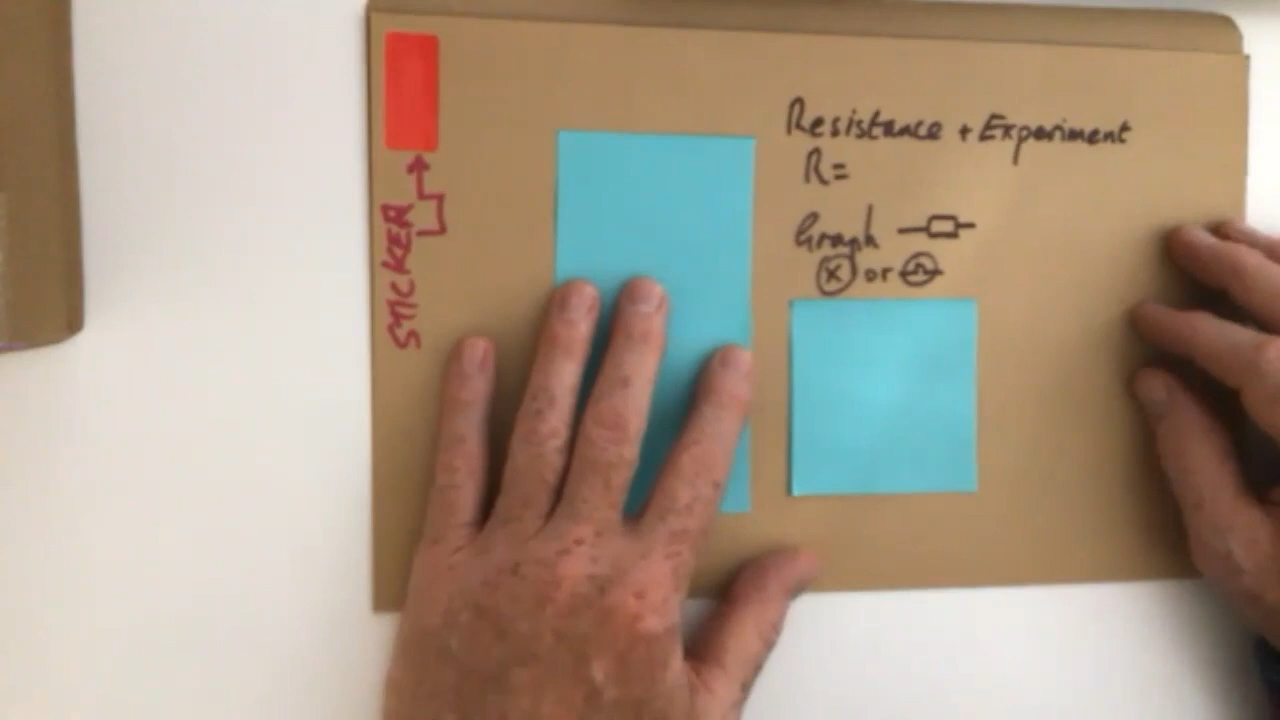 STICKER
Resistance + Experiment
R=
Graph
or